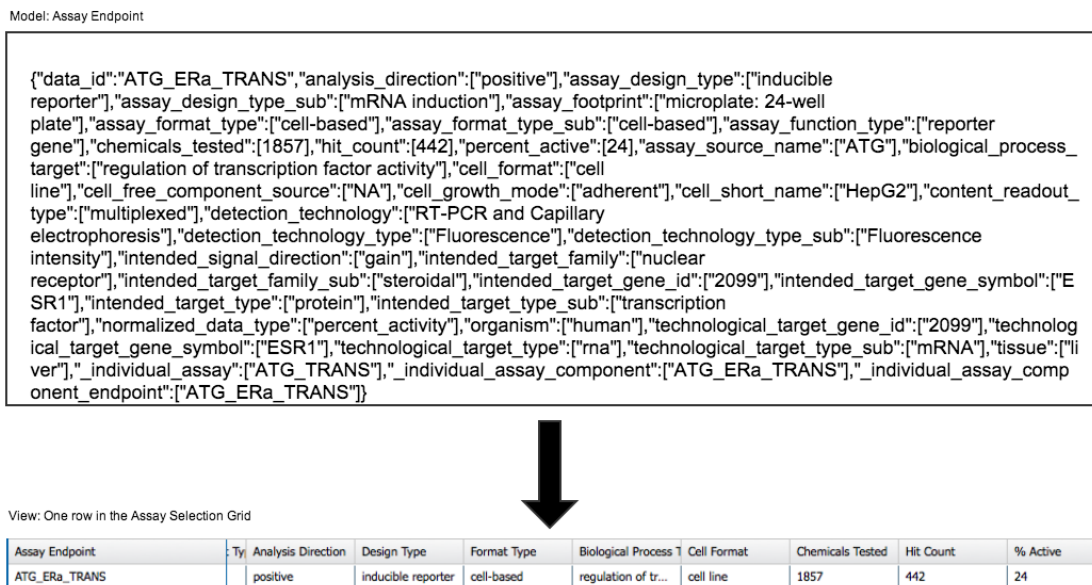 Model: Assay Endpoint
{"data_id":"ATG_ERa_TRANS","analysis_direction":["positive"],"assay_design_type":["inducible
reporter"],"assay_design_type_sub":["mRNA induction"],"assay_footprint":["microplate: 24-well
plate"],"assay_format_type":["cell-based"],"assay_format_type_sub":["cell-based"],"assay_function_type":["reporter
gene"],"chemicals_tested":[1857],"hit_count":[442],"percent_active":[24],"assay_source_name":["ATG"],"biological_process_
target":["regulation of transcription factor activity"],"cell_format":["cell
line"],"cell_free_component_source":["NA"],"cell_growth_mode":["adherent"],"cell_short_name":["HepG2"],"content_readout_
type":["multiplexed"],"detection_technology":["RT-PCR and Capillary
electrophoresis"],"detection_technology_type":["Fluorescence"],"detection_technology_type_sub":["Fluorescence
intensity"],"intended_signal_direction":["gain"],"intended_target_family":["nuclear
receptor"],"intended_target_family_sub":["steroidal"],"intended_target_gene_id":["2099"],"intended_target_gene_symbol":["E
SR1"],"intended_target_type":["protein"],"intended_target_type_sub":["transcription
factor"],"normalized_data_type":["percent_activity"],"organism":["human"],"technological_target_gene_id":["2099"],"technolog
ical_target_gene_symbol":["ESR1"],"technological_target_type":["rna"],"technological_target_type_sub":["mRNA"],"tissue":["li
ver"],"_individual_assay":["ATG_TRANS"],"_individual_assay_component":["ATG_ERa_TRANS"],"_individual_assay_comp
onent_endpoint":["ATG_ERa_TRANS"]}
View: One row in the Assay Selection Grid
Assay Endpoint : Ty Analysis Direction Design Type Format Type Biological Process T Cell Format Chemicals Tested Hit Count % Active
ATG_ERa_TRANS positive inducible reporter cell-based regulation of tr... cell line 1857 442 24